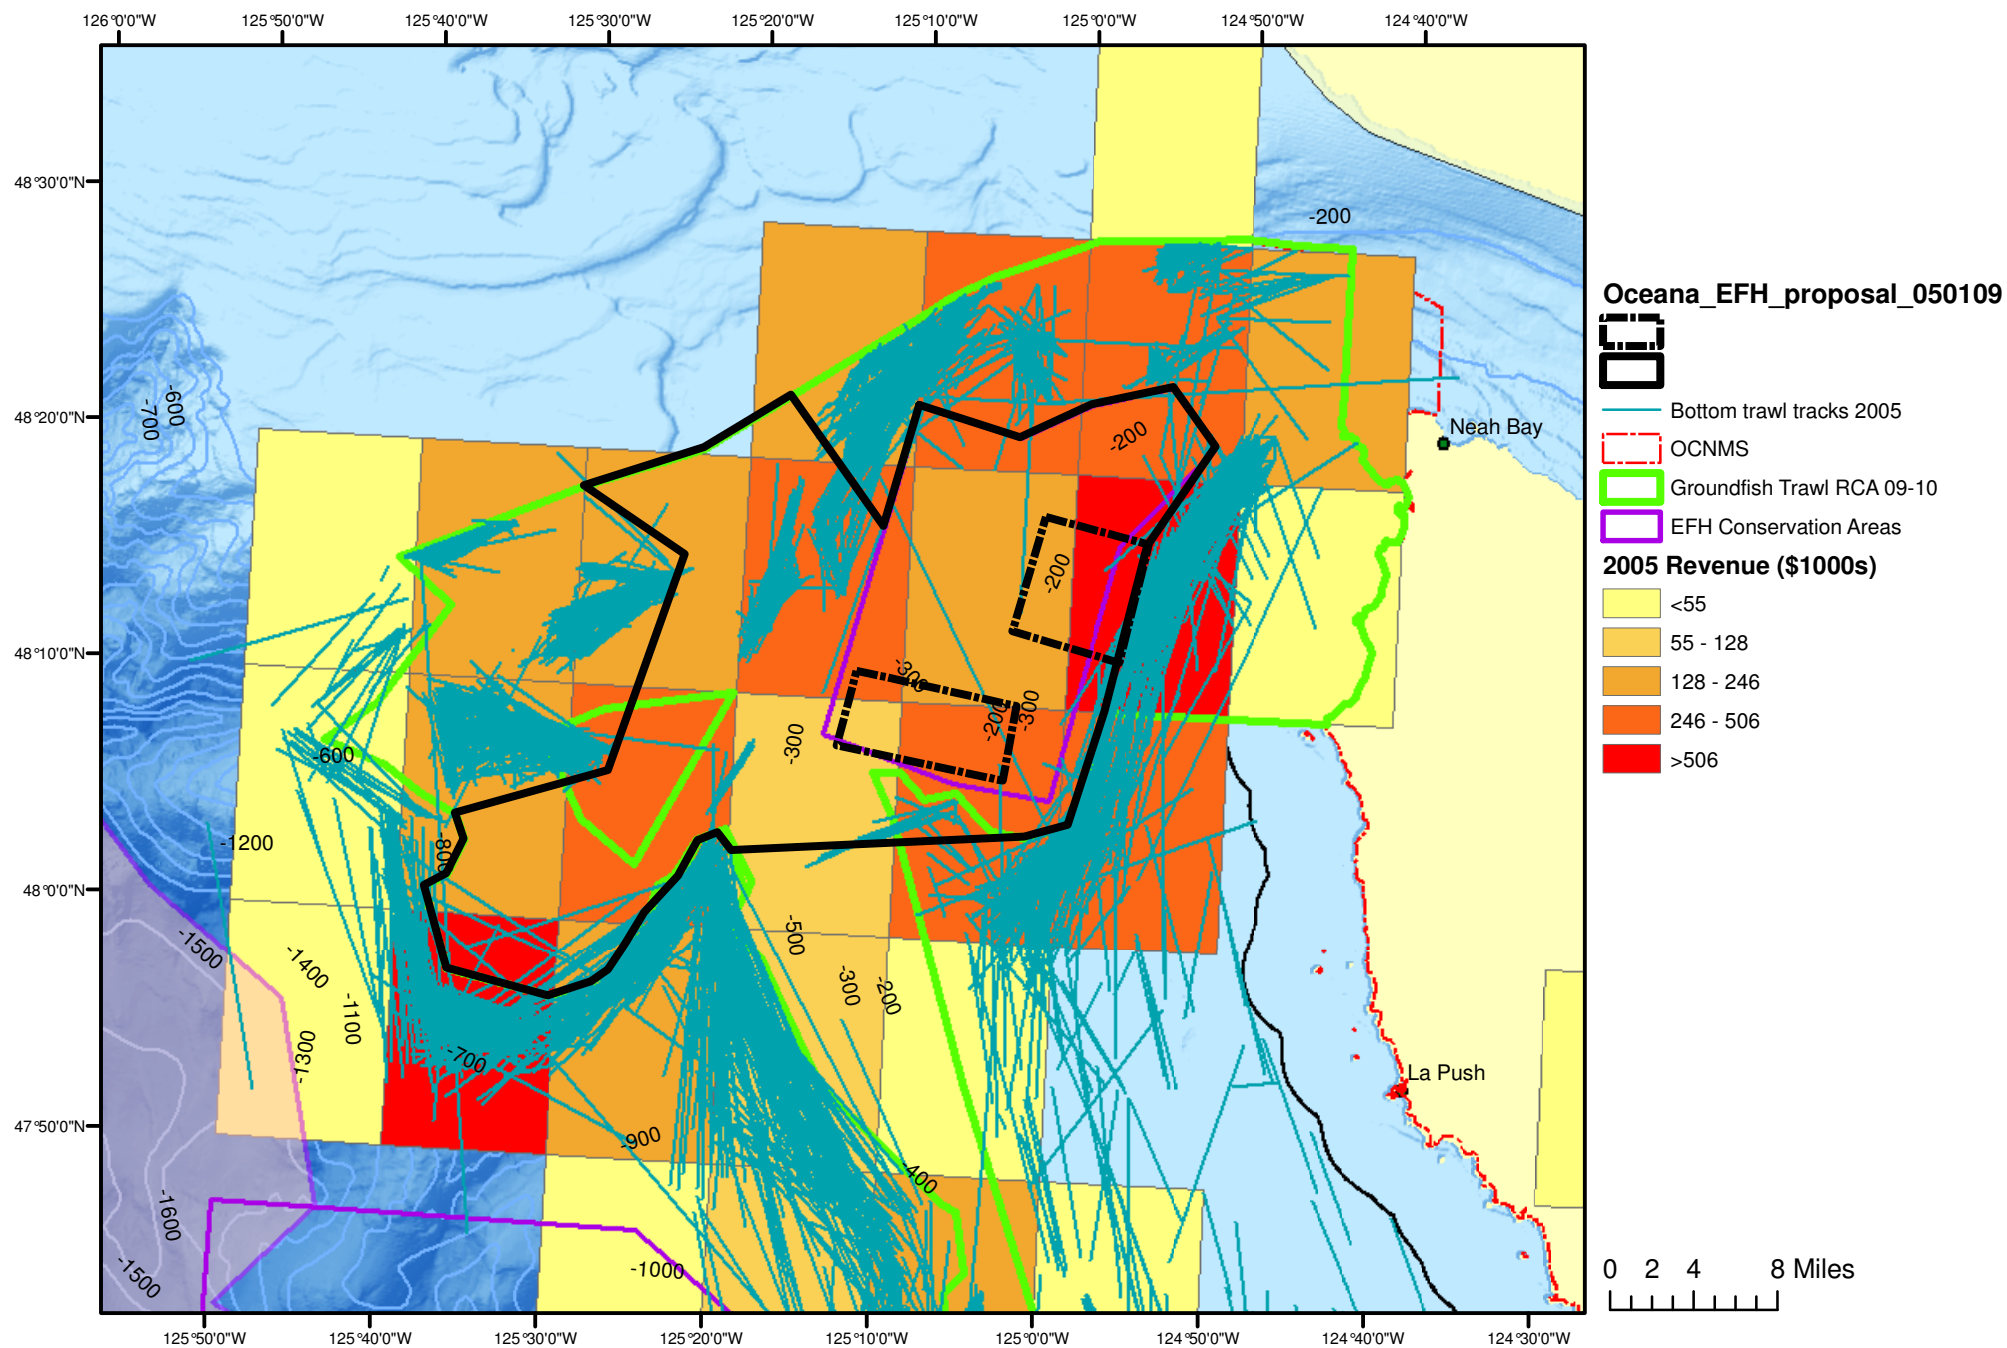 126°0'0"W
125°50'0"W
125°40'0"W
125°30'0"W
125°20'0"W
125°10'0"W
125°0'0"W
124°50'0"W
124°40'0"W
48°30'0"N
-200
Oceana_EFH_proposal_050109
-600
-700
48°20'0"N
Bottom trawl tracks 2005
Neah Bay
-200
OCNMS
Groundfish Trawl RCA 09-10
EFH Conservation Areas
2005 Revenue ($1000s)
-200
<55
55 - 128
48°10'0"N
-300
128 - 246
-300
-200
246 - 506
-300
-600
>506
-1200
-800
48°0'0"N
-500
-1500
-1400
-300
-200
-1100
-1300
-700
La Push
47°50'0"N
-900
-400
-1600
-1500
-1000
0 2 4 8 Miles
125°50'0"W
125°40'0"W
125°30'0"W
125°20'0"W
125°10'0"W
125°0'0"W
124°50'0"W
124°40'0"W
124°30'0"W